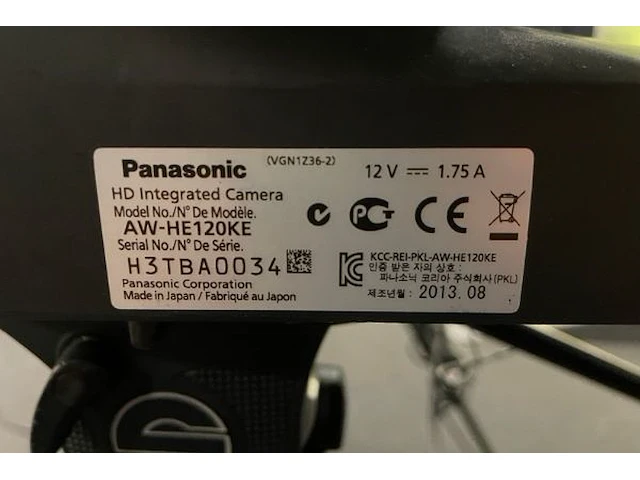 Panasonic (VGN1Z36-2) 12 V ⎓ 1.75 A
HD Integrated Camera
Model No./N° De Modèle.
AW-HE120KE
Serial No./N° De Série.
H3TBA0034
Panasonic Corporation
Made in Japan / Fabriqué au Japon
CE
KCC-REI-PKL-AW-HE120KE
인증 받은 자의 상호 :
파나소닉 코리아 주식회사(PKL)
제조년월 : 2013. 08